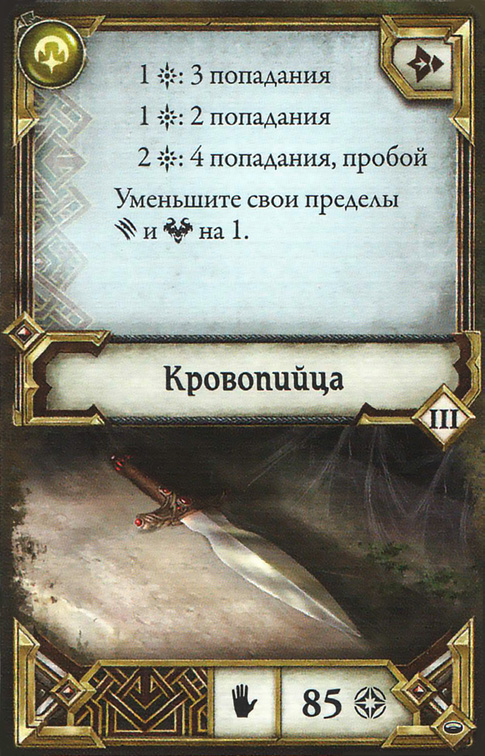 1 : 3 попадания
1 : 2 попадания
2 : 4 попадания, пробой
Уменьшите свои пределы
и на 1.
Кровопийца
III
85